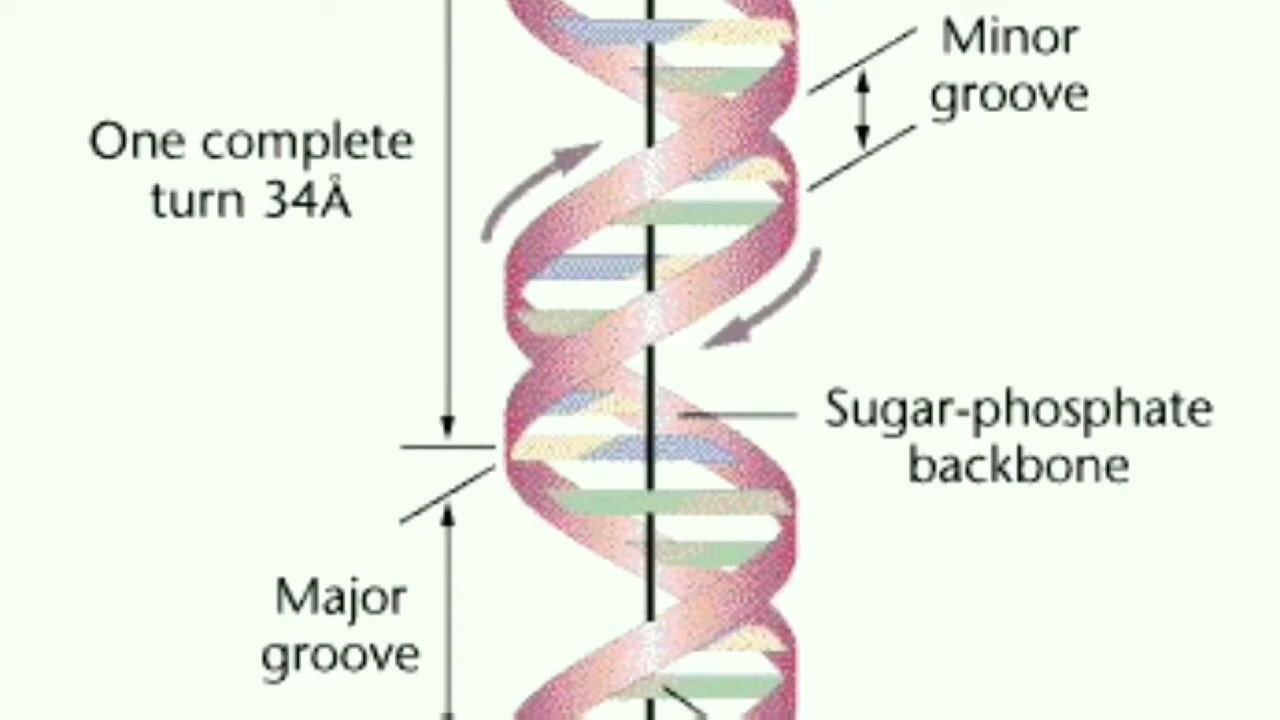 Minor
groove
One complete
turn 34Å
Sugar-phosphate
backbone
Major
groove